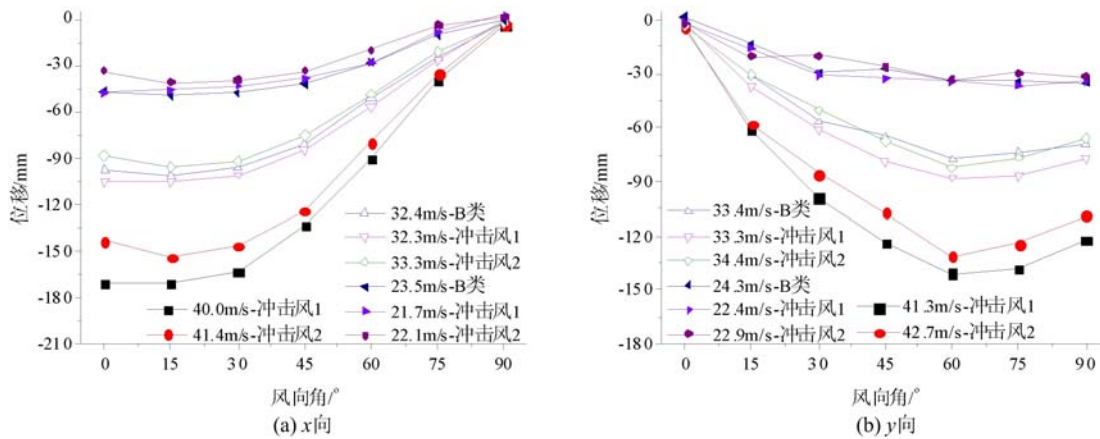 0
-30
-60
-90
-120
-150
-180
-210
位移/mm
32.4m/s-B类
32.3m/s-冲击风1
33.3m/s-冲击风2
23.5m/s-B类
40.0m/s-冲击风1 21.7m/s-冲击风1
41.4m/s-冲击风2 22.1m/s-冲击风2
0 15 30 45 60 75 90
风向角/°
(a) x向
0
-30
-60
-90
-120
-150
-180
位移/mm
33.4m/s-B类
33.3m/s-冲击风1
34.4m/s-冲击风2
24.3m/s-B类
22.4m/s-冲击风1 41.3m/s-冲击风1
22.9m/s-冲击风2 42.7m/s-冲击风2
0 15 30 45 60 75 90
风向角/°
(b) y向